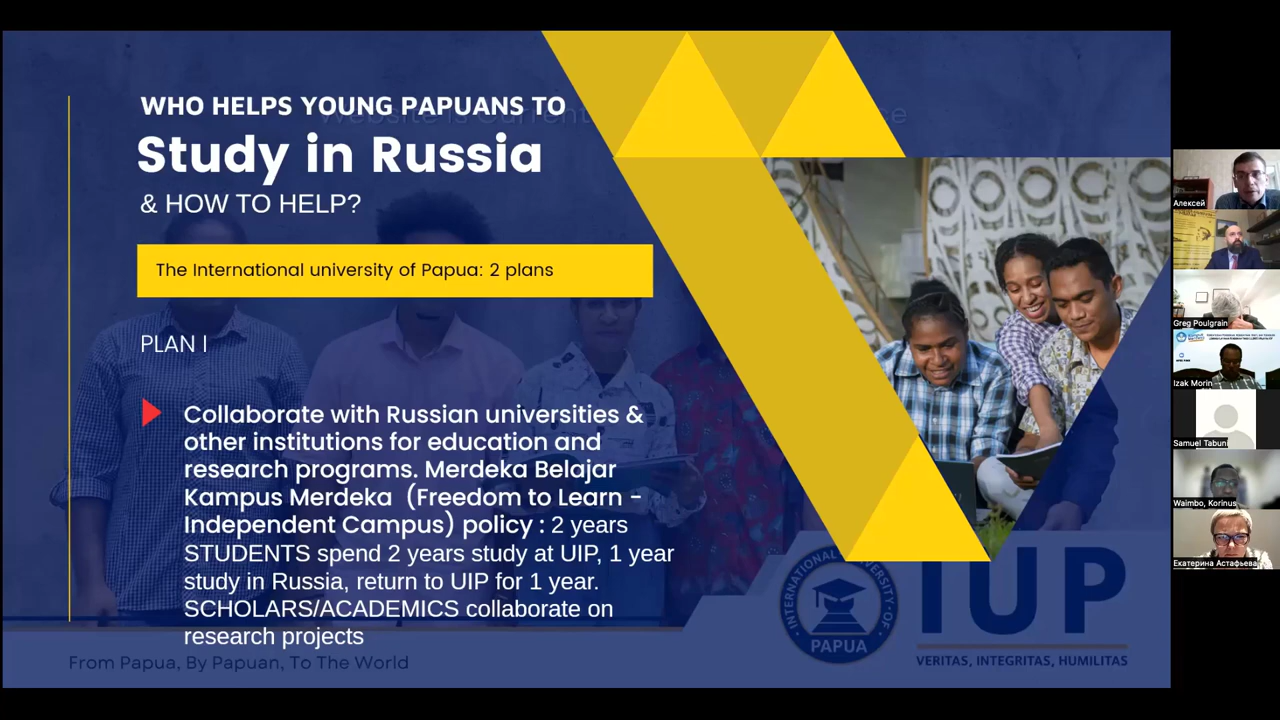 WHO HELPS YOUNG PAPUANS TO
Study in Russia
& HOW TO HELP?
The International university of Papua: 2 plans
PLAN I
Collaborate with Russian universities &
other institutions for education and
research programs. Merdeka Belajar
Kampus Merdeka (Freedom to Learn -
Independent Campus) policy : 2 years
STUDENTS spend 2 years study at UIP, 1 year
study in Russia, return to UIP for 1 year.
SCHOLARS/ACADEMICS collaborate on
research projects
From Papua, By Papuan, To The World
INTERNATIONAL UNIVERSITY OF
PAPUA
IUP
VERITAS, INTEGRITAS, HUMILITAS
Алексей
Greg Poulgrain
Izak Morin
Samuel Tabuni
Waimbo, Korinus
Екатерина Астафьева